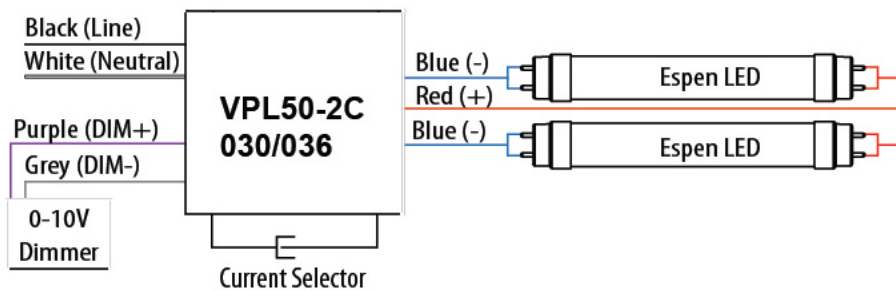 Black (Line)
White (Neutral)
Purple (DIM+)
Grey (DIM-)
0-10V
Dimmer
VPL50-2C
030/036
Current Selector
Blue (-)
Red (+)
Blue (-)
Espen LED
Espen LED